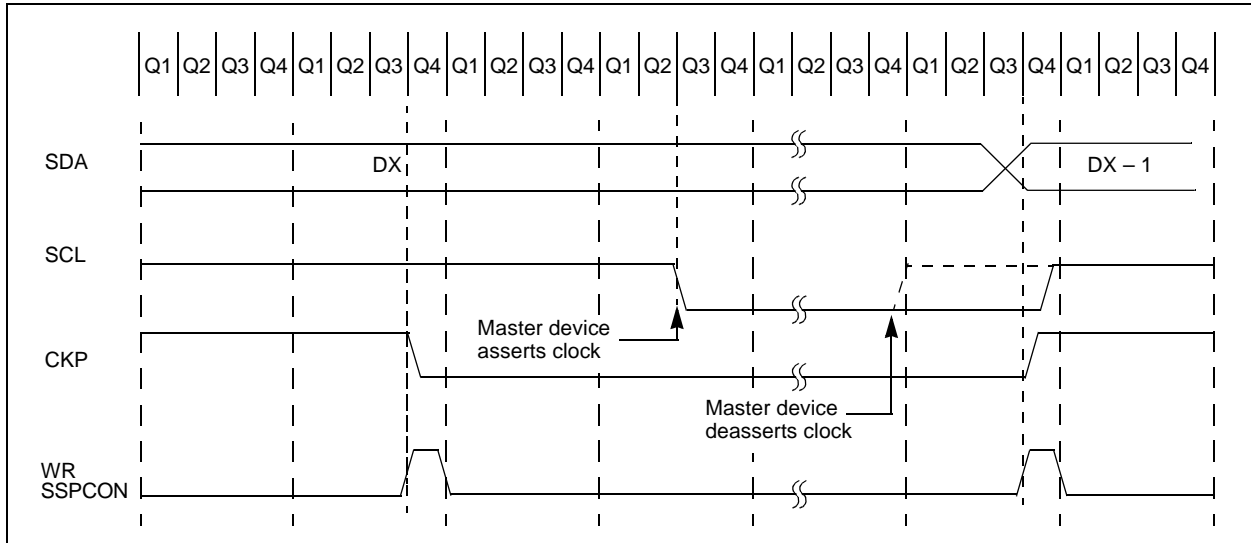 Q1 Q2 Q3 Q4 Q1 Q2 Q3 Q4 Q1 Q2 Q3 Q4 Q1 Q2 Q3 Q4 Q1 Q2 Q3 Q4 Q1 Q2 Q3 Q4 Q1 Q2 Q3 Q4
SDA
DX
DX – 1
SCL
Master device
asserts clock
CKP
Master device
deasserts clock
WR
SSPCON